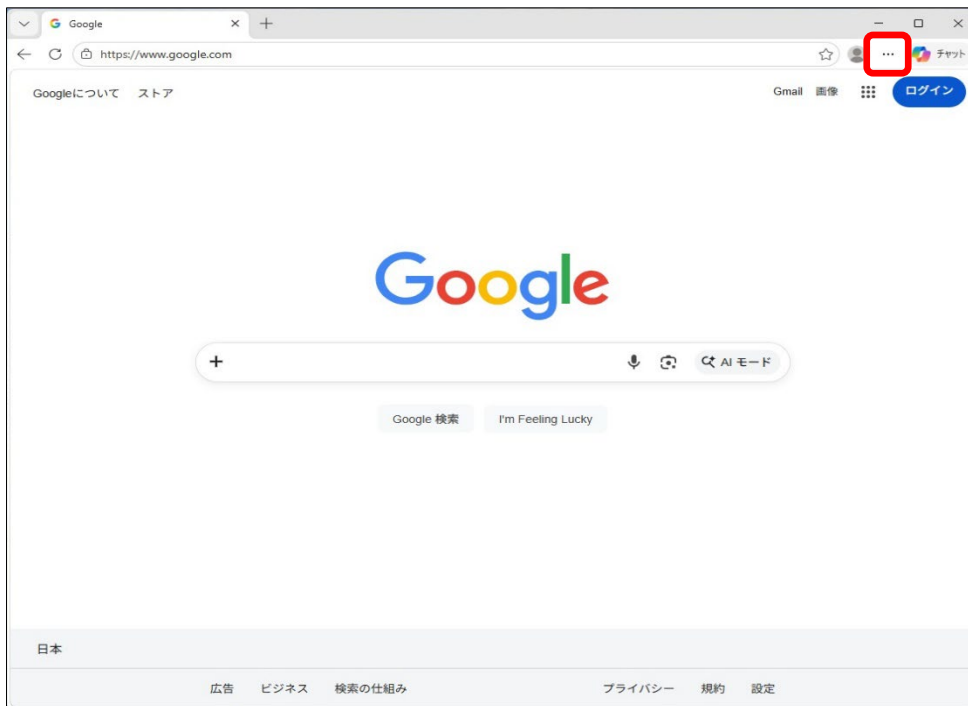 Google
https://www.google.com
チャット
Googleについて ストア
Gmail 画像
ログイン
Google
AI モード
Google 検索 I'm Feeling Lucky
日本
広告 ビジネス 検索の仕組み プライバシー 規約 設定